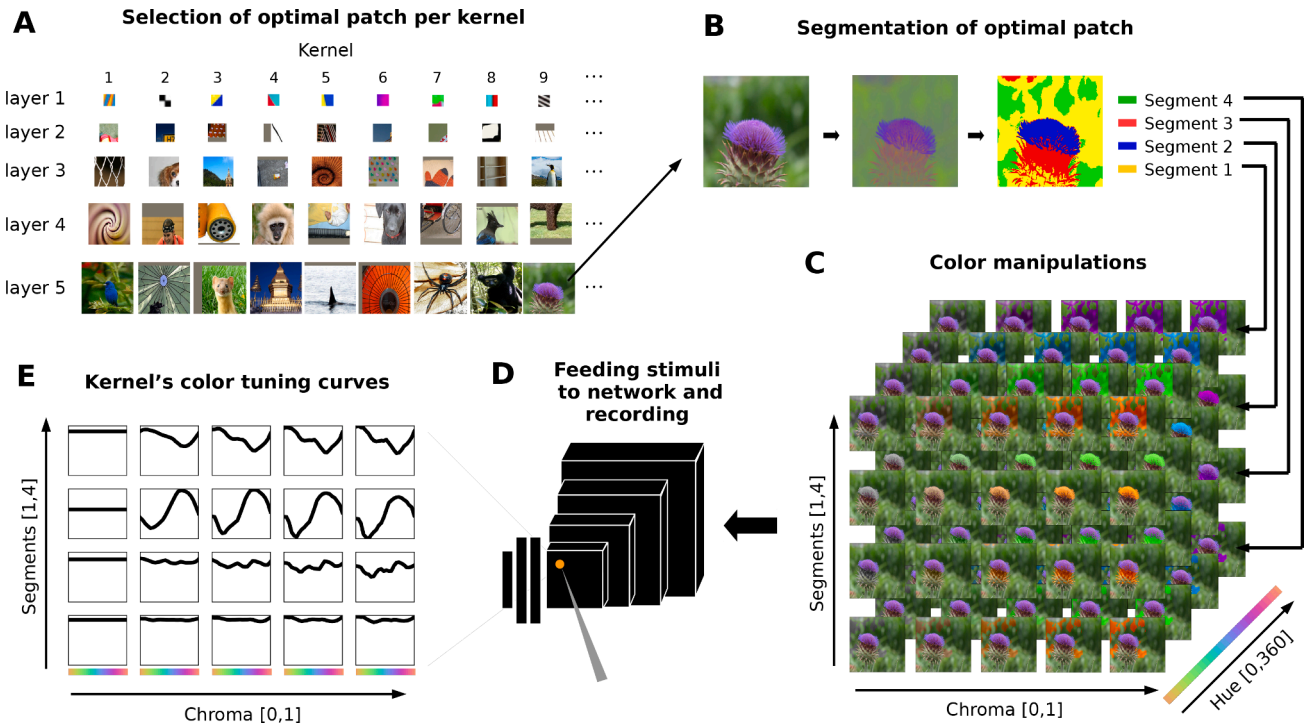 A
Selection of optimal patch per kernel
Kernel
1 2 3 4 5 6 7 8 9 ...
layer 1 ...
layer 2 ...
layer 3 ...
layer 4 ...
layer 5 ...
B
Segmentation of optimal patch
Segment 4
Segment 3
Segment 2
Segment 1
C
Color manipulations
Segments [1,4]
Chroma [0,1]
Hue [0,360]
D
Feeding stimuli
to network and
recording
E
Kernel’s color tuning curves
Segments [1,4]
Chroma [0,1]